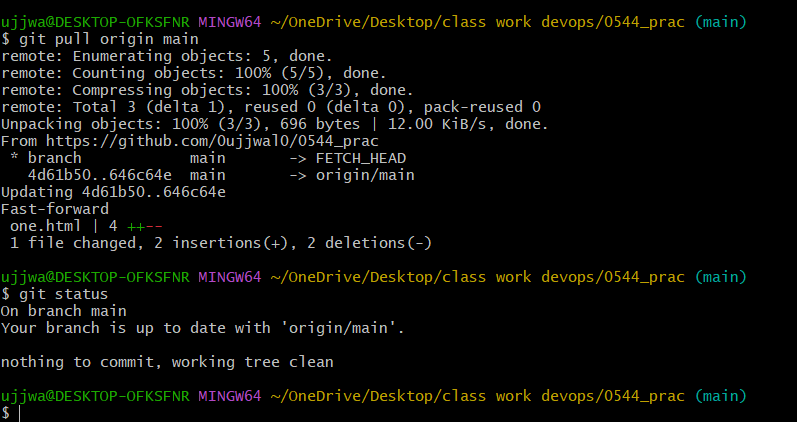 ujjwa@DESKTOP-OFKSFNR MINGW64 ~/OneDrive/Desktop/class work devops/0544_prac (main)
$ git pull origin main
remote: Enumerating objects: 5, done.
remote: Counting objects: 100% (5/5), done.
remote: Compressing objects: 100% (3/3), done.
remote: Total 3 (delta 1), reused 0 (delta 0), pack-reused 0
Unpacking objects: 100% (3/3), 696 bytes | 12.00 KiB/s, done.
From https://github.com/0ujjwal0/0544_prac
 * branch            main       -> FETCH_HEAD
   4d61b50..646c64e  main       -> origin/main
Updating 4d61b50..646c64e
Fast-forward
 one.html | 4 ++--
 1 file changed, 2 insertions(+), 2 deletions(-)
ujjwa@DESKTOP-OFKSFNR MINGW64 ~/OneDrive/Desktop/class work devops/0544_prac (main)
$ git status
On branch main
Your branch is up to date with 'origin/main'.
nothing to commit, working tree clean
ujjwa@DESKTOP-OFKSFNR MINGW64 ~/OneDrive/Desktop/class work devops/0544_prac (main)
$